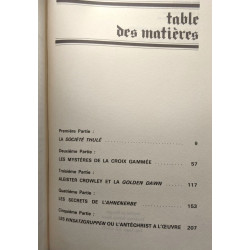 table
des matières
Première Partie :
LA SOCIÉTÉ THULÉ 9
Deuxième Partie :
LES MYSTÈRES DE LA CROIX GAMMÉE 57
Troisième Partie :
ALEISTER CROWLEY ET LA GOLDEN DAWN 117
Quatrième Partie :
LES SECRETS DE L'AHNENERBE 153
Cinquième Partie :
LES EINSATZGRUPPEN OU L'ANTÉCHRIST A L'ŒUVRE 207